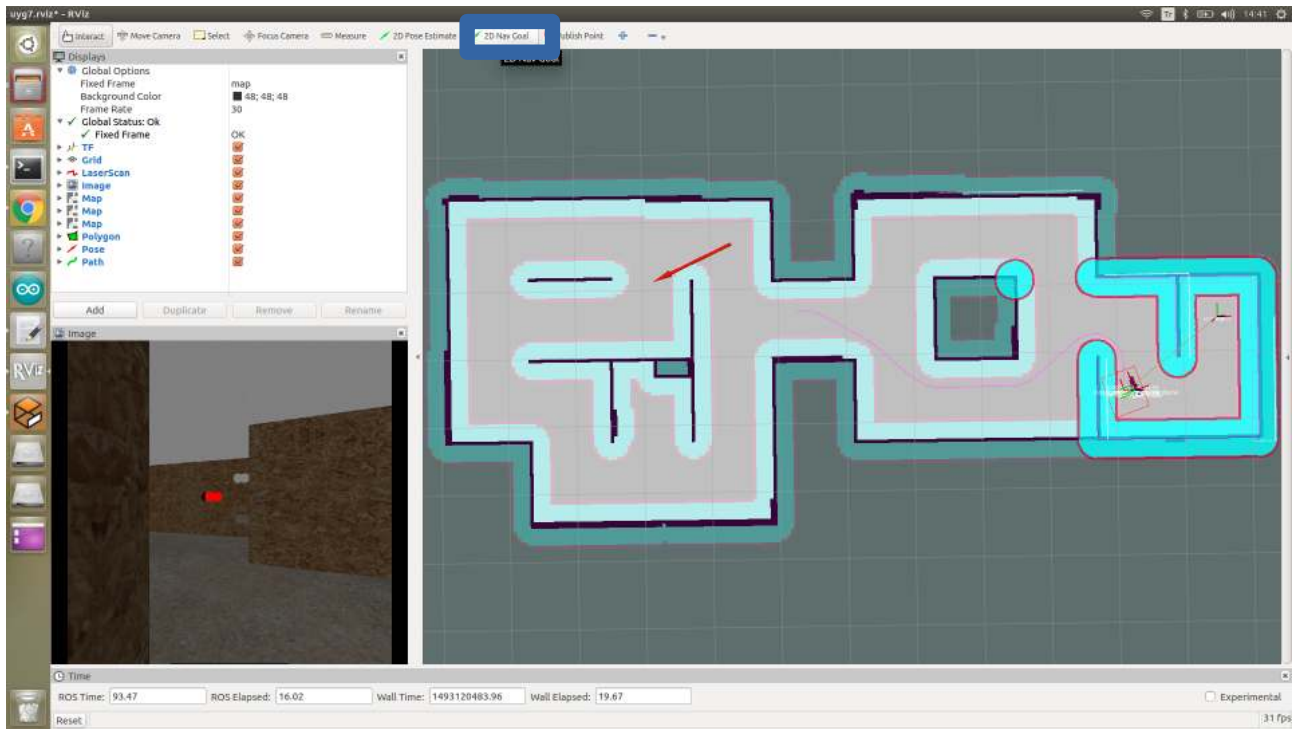 uyg7.rviz* - RViz
Tr
14:41
Interact Move Camera Select Focus Camera Measure 2D Pose Estimate 2D Nav Goal Publish Point
Displays
Global Options
Fixed Frame map
Background Color 48; 48; 48
Frame Rate 30
Global Status: Ok
Fixed Frame OK
TF
Grid
LaserScan
Image
Map
Map
Map
Polygon
Pose
Path
Add Duplicate Remove Rename
Image
RViz
Time
ROS Time: 93.47 ROS Elapsed: 16.02 Wall Time: 1493120483.96 Wall Elapsed: 19.67 Experimental
Reset 31 fps